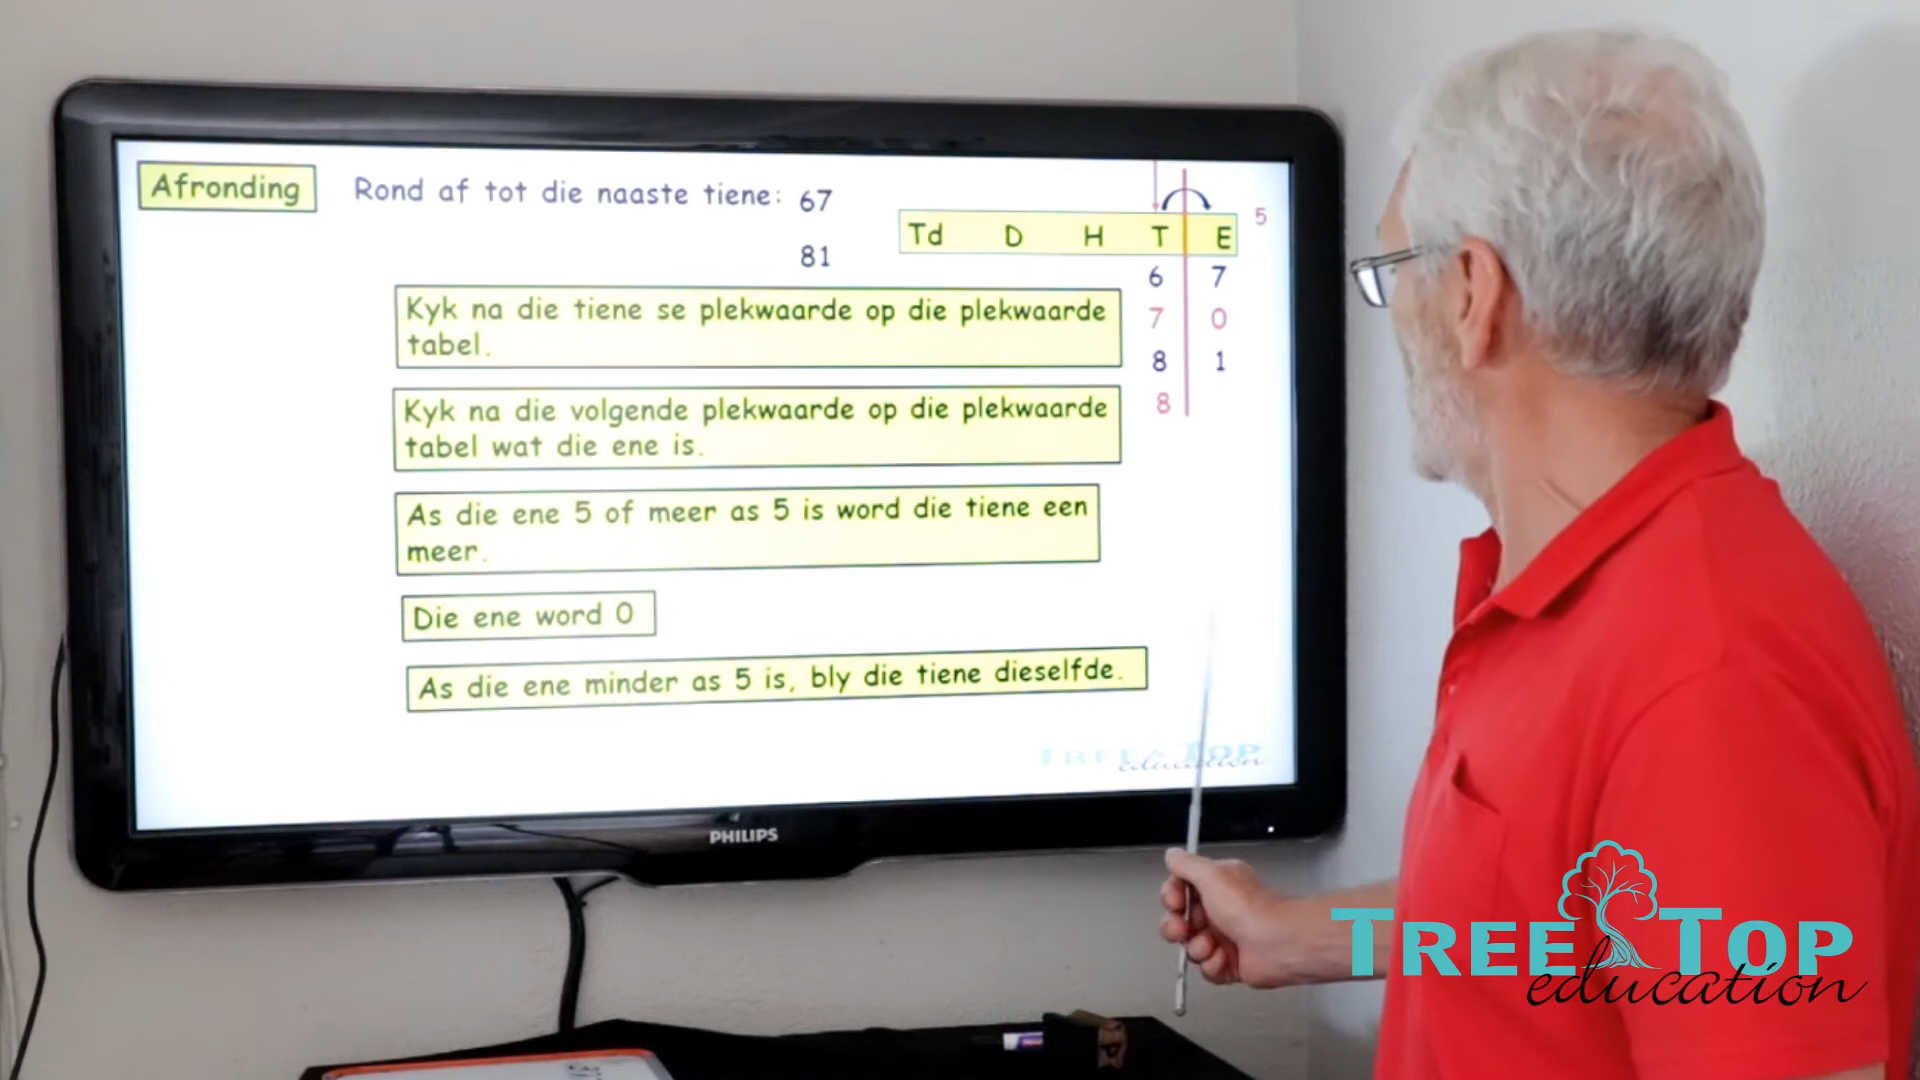 Afronding
Rond af tot die naaste tiene: 67
81
5
Td D H T E
6 7
7 0
8 1
8
Kyk na die tiene se plekwaarde op die plekwaarde
tabel.
Kyk na die volgende plekwaarde op die plekwaarde
tabel wat die ene is.
As die ene 5 of meer as 5 is word die tiene een
meer.
Die ene word 0
As die ene minder as 5 is, bly die tiene dieselfde.
TREE TOP
education
PHILIPS
TREE TOP
education